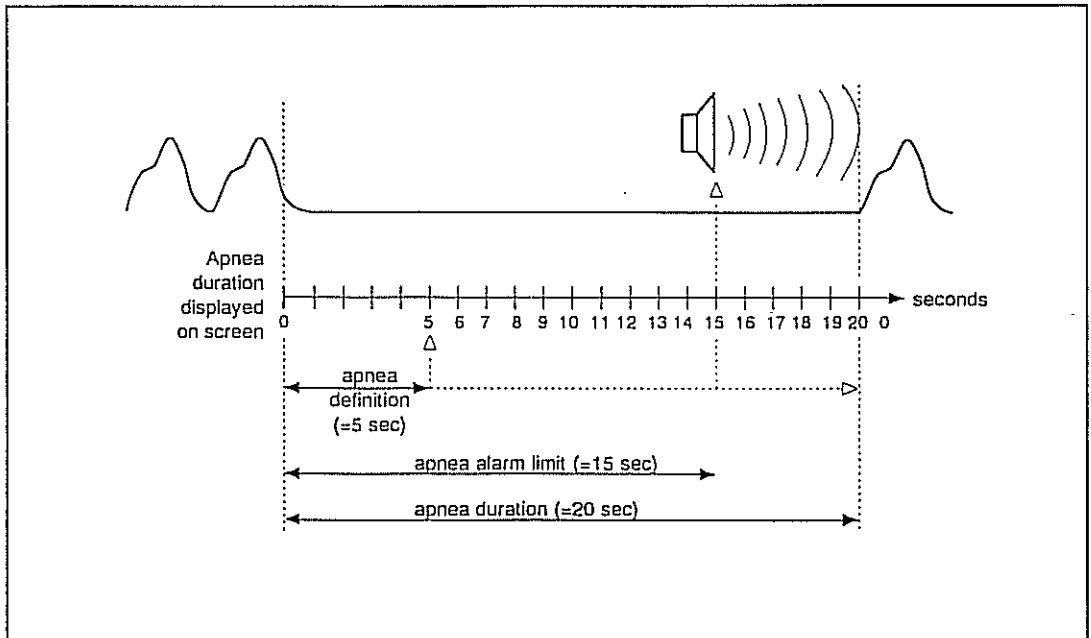 Apnea
duration
displayed
on screen
seconds
0 5 6 7 8 9 10 11 12 13 14 15 16 17 18 19 20 0
apnea
definition
(=5 sec)
apnea alarm limit (=15 sec)
apnea duration (=20 sec)